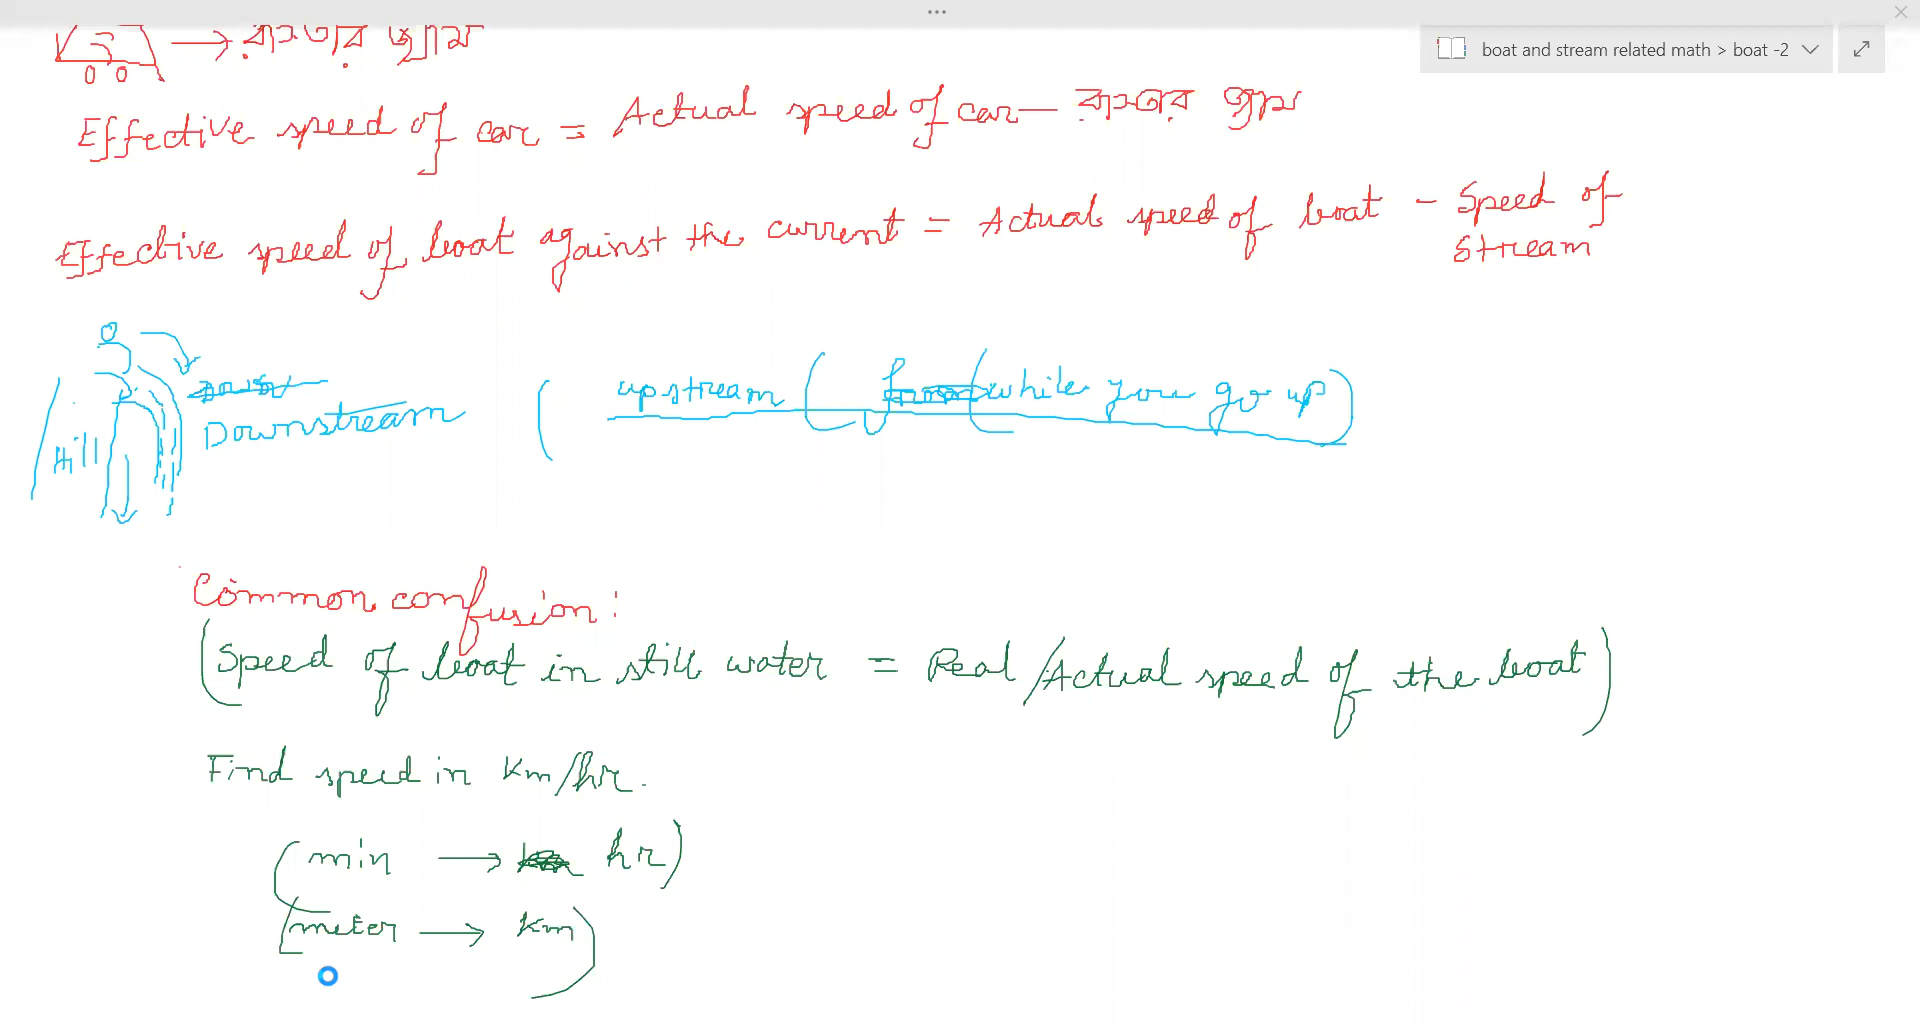 boat and stream related math > boat -2
Effective speed of car = Actual speed of car —
Effective speed of boat against the current = Actual speed of boat - Speed of
Stream
upstream (while you go up)
Downstream
Hill
Common confusion:
(Speed of boat in still water = Real/Actual speed of the boat)
Find speed in Km/hr.
(min → hr)
(meter → Km)